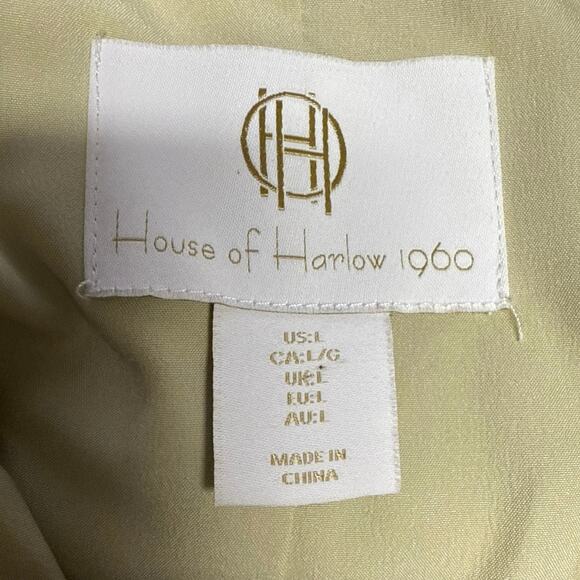 House of Harlow 1960
US:L
CA:L/G
UK:L
EU:L
AU:L
MADE IN
CHINA